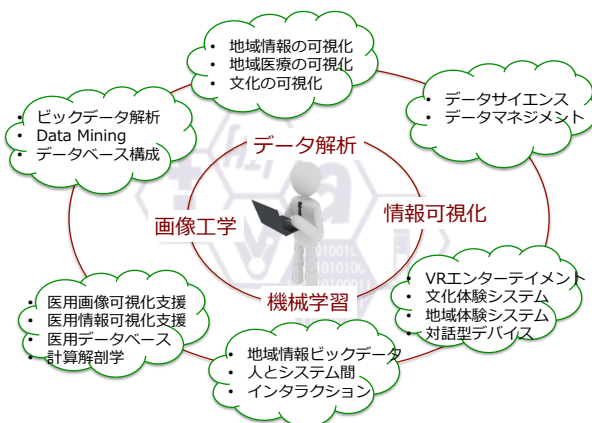 • 地域情報の可視化
• 地域医療の可視化
• 文化の可視化
• ビックデータ解析
• Data Mining
• データベース構成
• データサイエンス
• データマネジメント
データ解析
画像工学
情報可視化
機械学習
• 医用画像可視化支援
• 医用情報可視化支援
• 医用データベース
• 計算解剖学
• 地域情報ビックデータ
• 人とシステム間
• インタラクション
• VRエンターテイメント
• 文化体験システム
• 地域体験システム
• 対話型デバイス